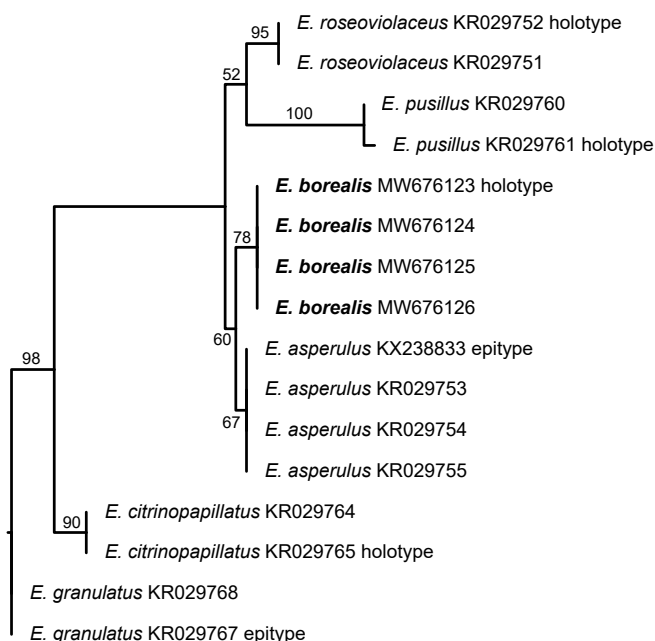 95
E. roseoviolaceus KR029752 holotype
E. roseoviolaceus KR029751
52
E. pusillus KR029760
100
E. pusillus KR029761 holotype
E. borealis MW676123 holotype
E. borealis MW676124
78
E. borealis MW676125
E. borealis MW676126
60
E. asperulus KX238833 epitype
98
E. asperulus KR029753
67
E. asperulus KR029754
E. asperulus KR029755
E. citrinopapillatus KR029764
90
E. citrinopapillatus KR029765 holotype
E. granulatus KR029768
E. granulatus KR029767 epitype